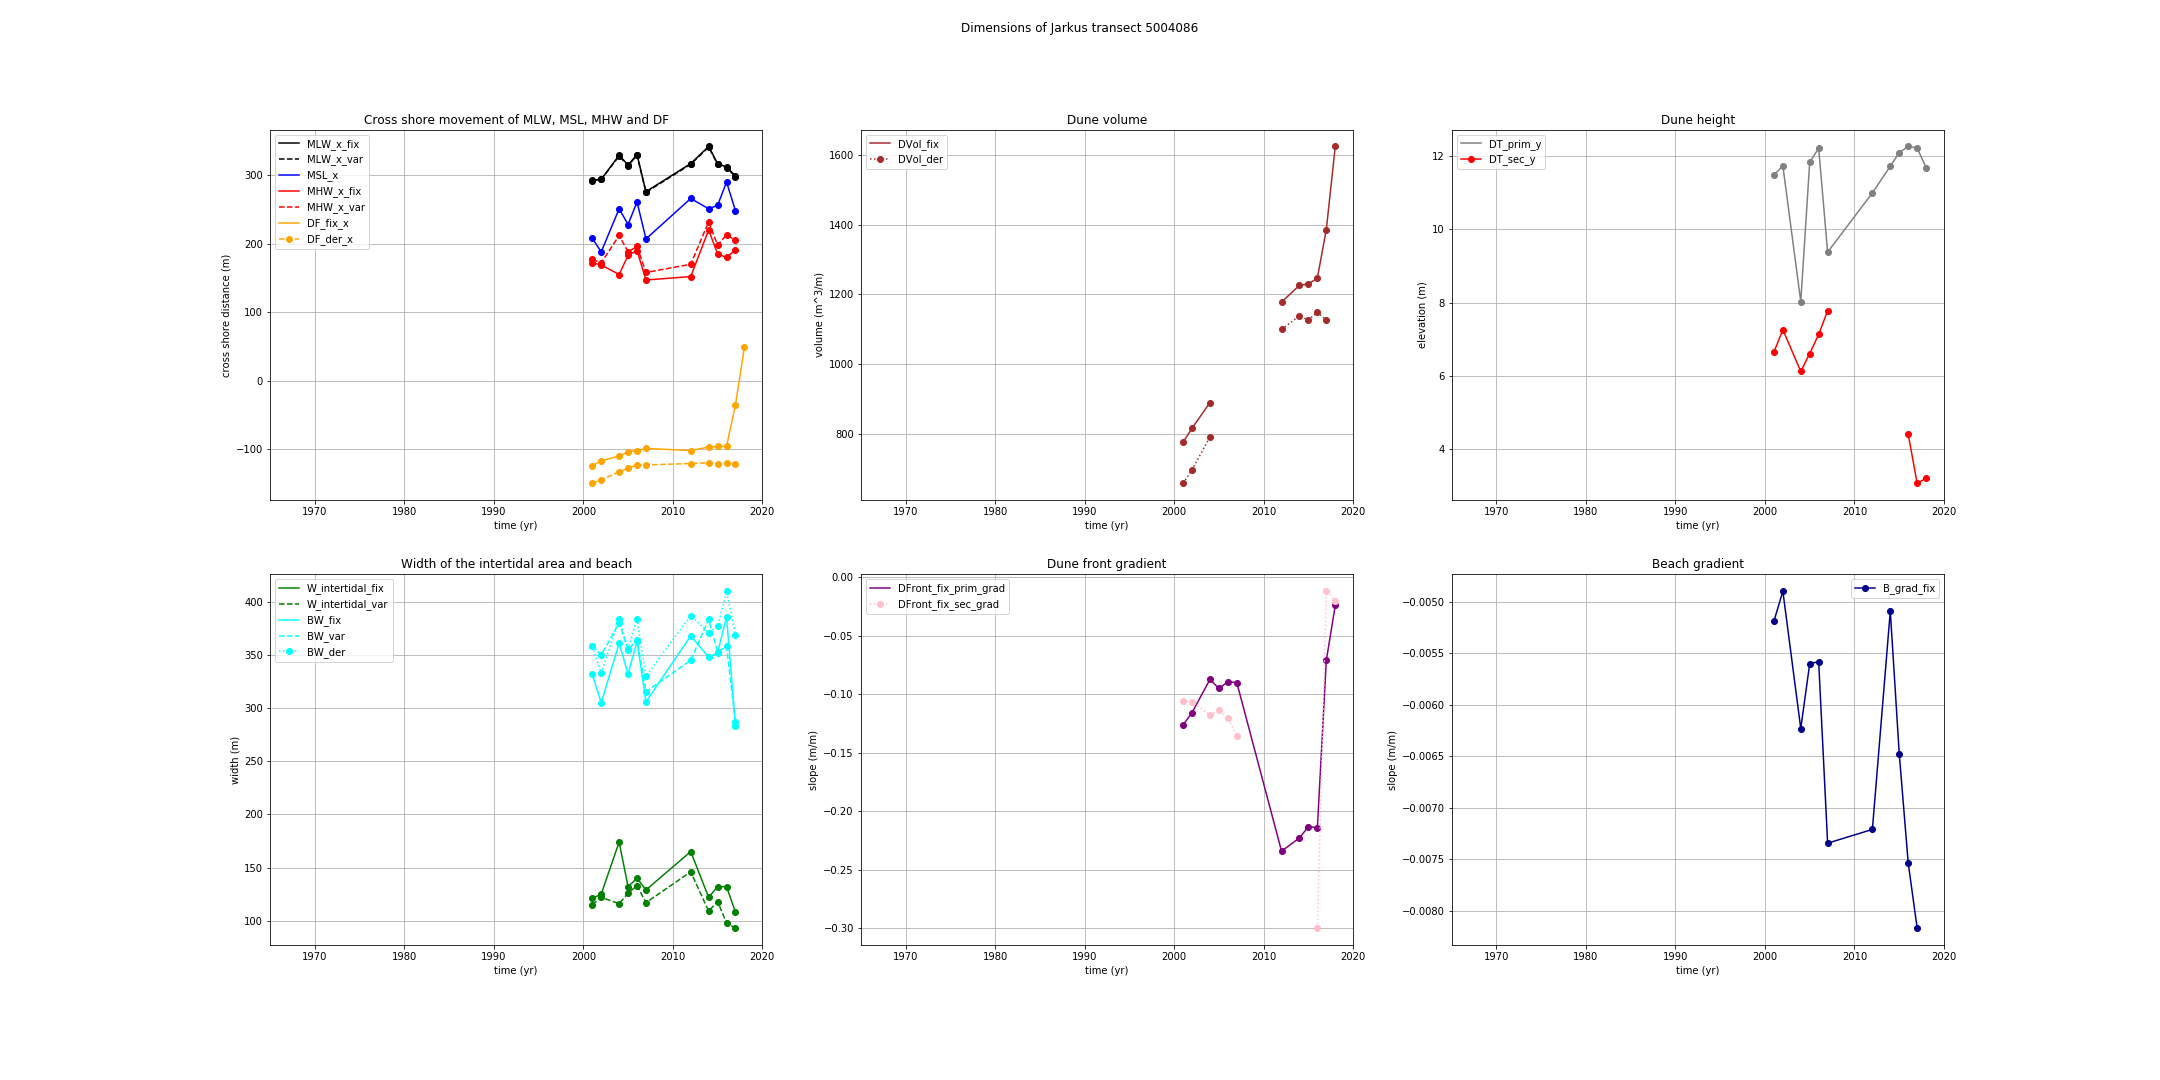 Dimensions of Jarkus transect 5004086
Cross shore movement of MLW, MSL, MHW and DF
MLW_x_fix
MLW_x_var
MSL_x
MHW_x_fix
MHW_x_var
DF_fix_x
DF_der_x
300
200
100
0
−100
cross shore distance (m)
1970 1980 1990 2000 2010 2020
time (yr)
Dune volume
DVol_fix
DVol_der
1600
1400
1200
1000
800
volume (m^3/m)
1970 1980 1990 2000 2010 2020
time (yr)
Dune height
DT_prim_y
DT_sec_y
12
10
8
6
4
elevation (m)
1970 1980 1990 2000 2010 2020
time (yr)
Width of the intertidal area and beach
W_intertidal_fix
W_intertidal_var
BW_fix
BW_var
BW_der
400
350
300
250
200
150
100
width (m)
1970 1980 1990 2000 2010 2020
time (yr)
Dune front gradient
DFront_fix_prim_grad
DFront_fix_sec_grad
0.00
−0.05
−0.10
−0.15
−0.20
−0.25
−0.30
slope (m/m)
1970 1980 1990 2000 2010 2020
time (yr)
Beach gradient
B_grad_fix
−0.0050
−0.0055
−0.0060
−0.0065
−0.0070
−0.0075
−0.0080
slope (m/m)
1970 1980 1990 2000 2010 2020
time (yr)